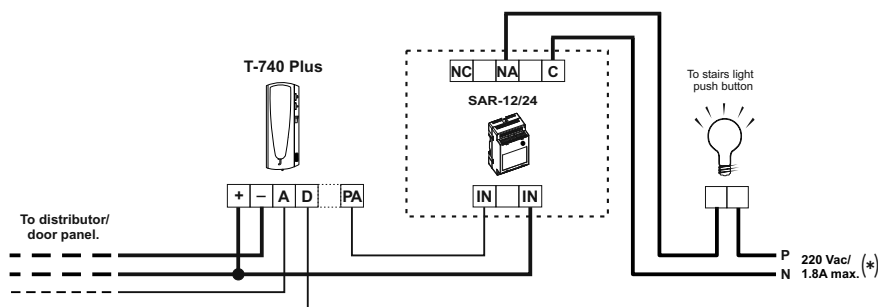 T-740 Plus
NC NA C
SAR-12/24
To stairs light
push button
+ – A D PA
IN IN
To distributor/
door panel.
P 220 Vac/
N 1.8A max. (*)